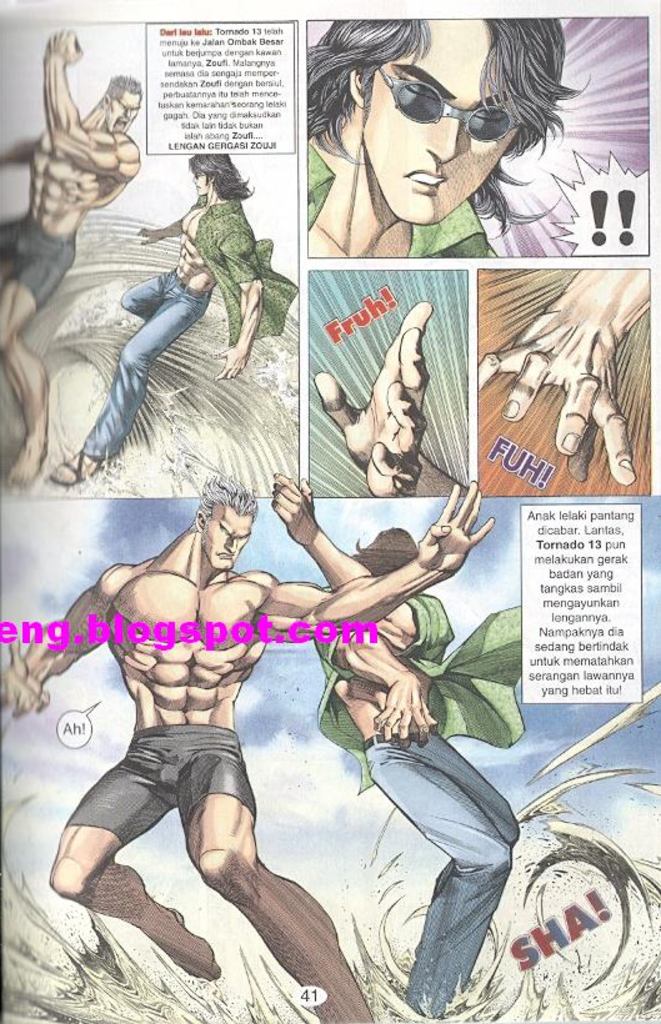 Dari lalu lalu: Tornado 13 telah
menuju ke Jalan Ombak Besar
untuk berjumpa dengan kawan
lamanya, Zoufi. Malangnya
semasa dia sengaja memper-
sendakan Zoufi dengan bersiul,
perbuatannya itu telah mence-
tuskan kemarahan seorang lelaki
gagah. Dia yang dimaksudkan
tidak lain tidak bukan
ialah abang Zoufi....
LENGAN GERGASI ZOUJI
!!
Fruh!
FUH!
Anak lelaki pantang
dicabar. Lantas,
Tornado 13 pun
melakukan gerak
badan yang
tangkas sambil
mengayunkan
lengannya.
Nampaknya dia
sedang bertindak
untuk mematahkan
serangan lawannya
yang hebat itu!
eng.blogspot.com
Ah!
SHA!
41